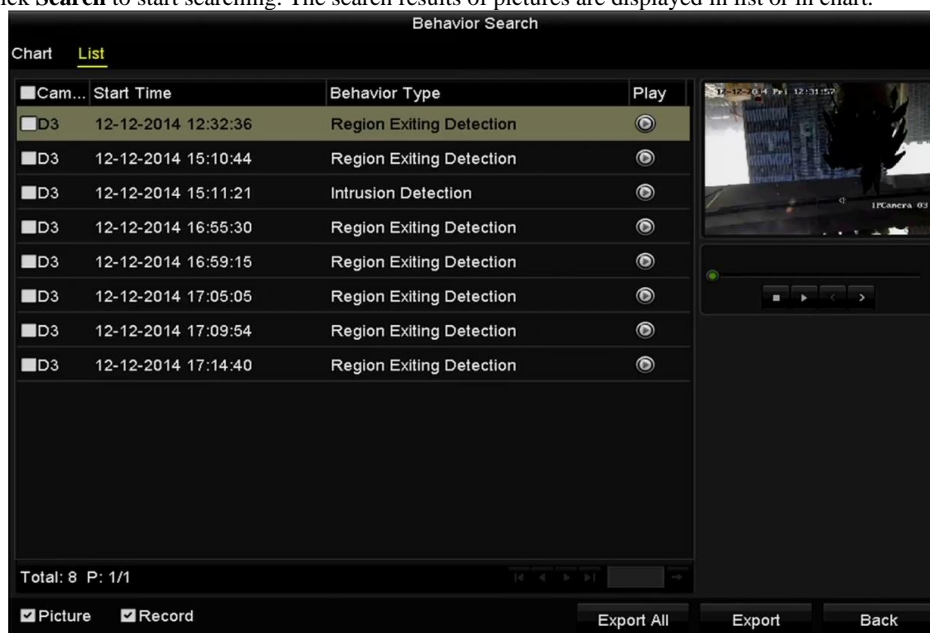 Search to start searching. The search results of pictures are displayed in list or in chart.
Behavior Search
Chart List
Cam... Start Time Behavior Type Play
D3 12-12-2014 12:32:36 Region Exiting Detection
D3 12-12-2014 15:10:44 Region Exiting Detection
D3 12-12-2014 15:11:21 Intrusion Detection
D3 12-12-2014 16:55:30 Region Exiting Detection
D3 12-12-2014 16:59:15 Region Exiting Detection
D3 12-12-2014 17:05:05 Region Exiting Detection
D3 12-12-2014 17:09:54 Region Exiting Detection
D3 12-12-2014 17:14:40 Region Exiting Detection
Fri 12:31:57
IPCamera 03
Total: 8 P: 1/1
Picture Record Export All Export Back